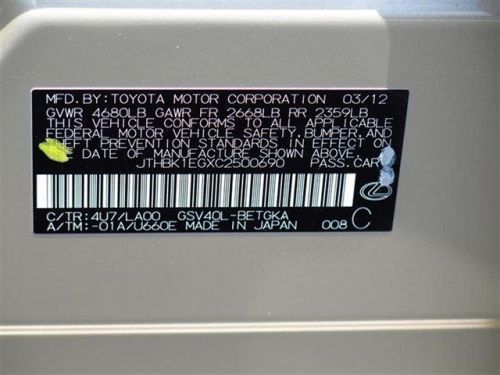 MFD. BY: TOYOTA MOTOR CORPORATION 03/12
GVWR 4680LB GAWR FR 2668LB RR 2359LB
THIS VEHICLE CONFORMS TO ALL APPLICABLE
FEDERAL MOTOR VEHICLE SAFETY, BUMPER, AND
THEFT PREVENTION STANDARDS IN EFFECT ON
THE DATE OF MANUFACTURE SHOWN ABOVE.
JTHBK1EGXC2500690 PASS.CAR
C/TR: 4U7/LA00 GSV40L-BETGKA
A/TM: -01A/U660E MADE IN JAPAN 008 C